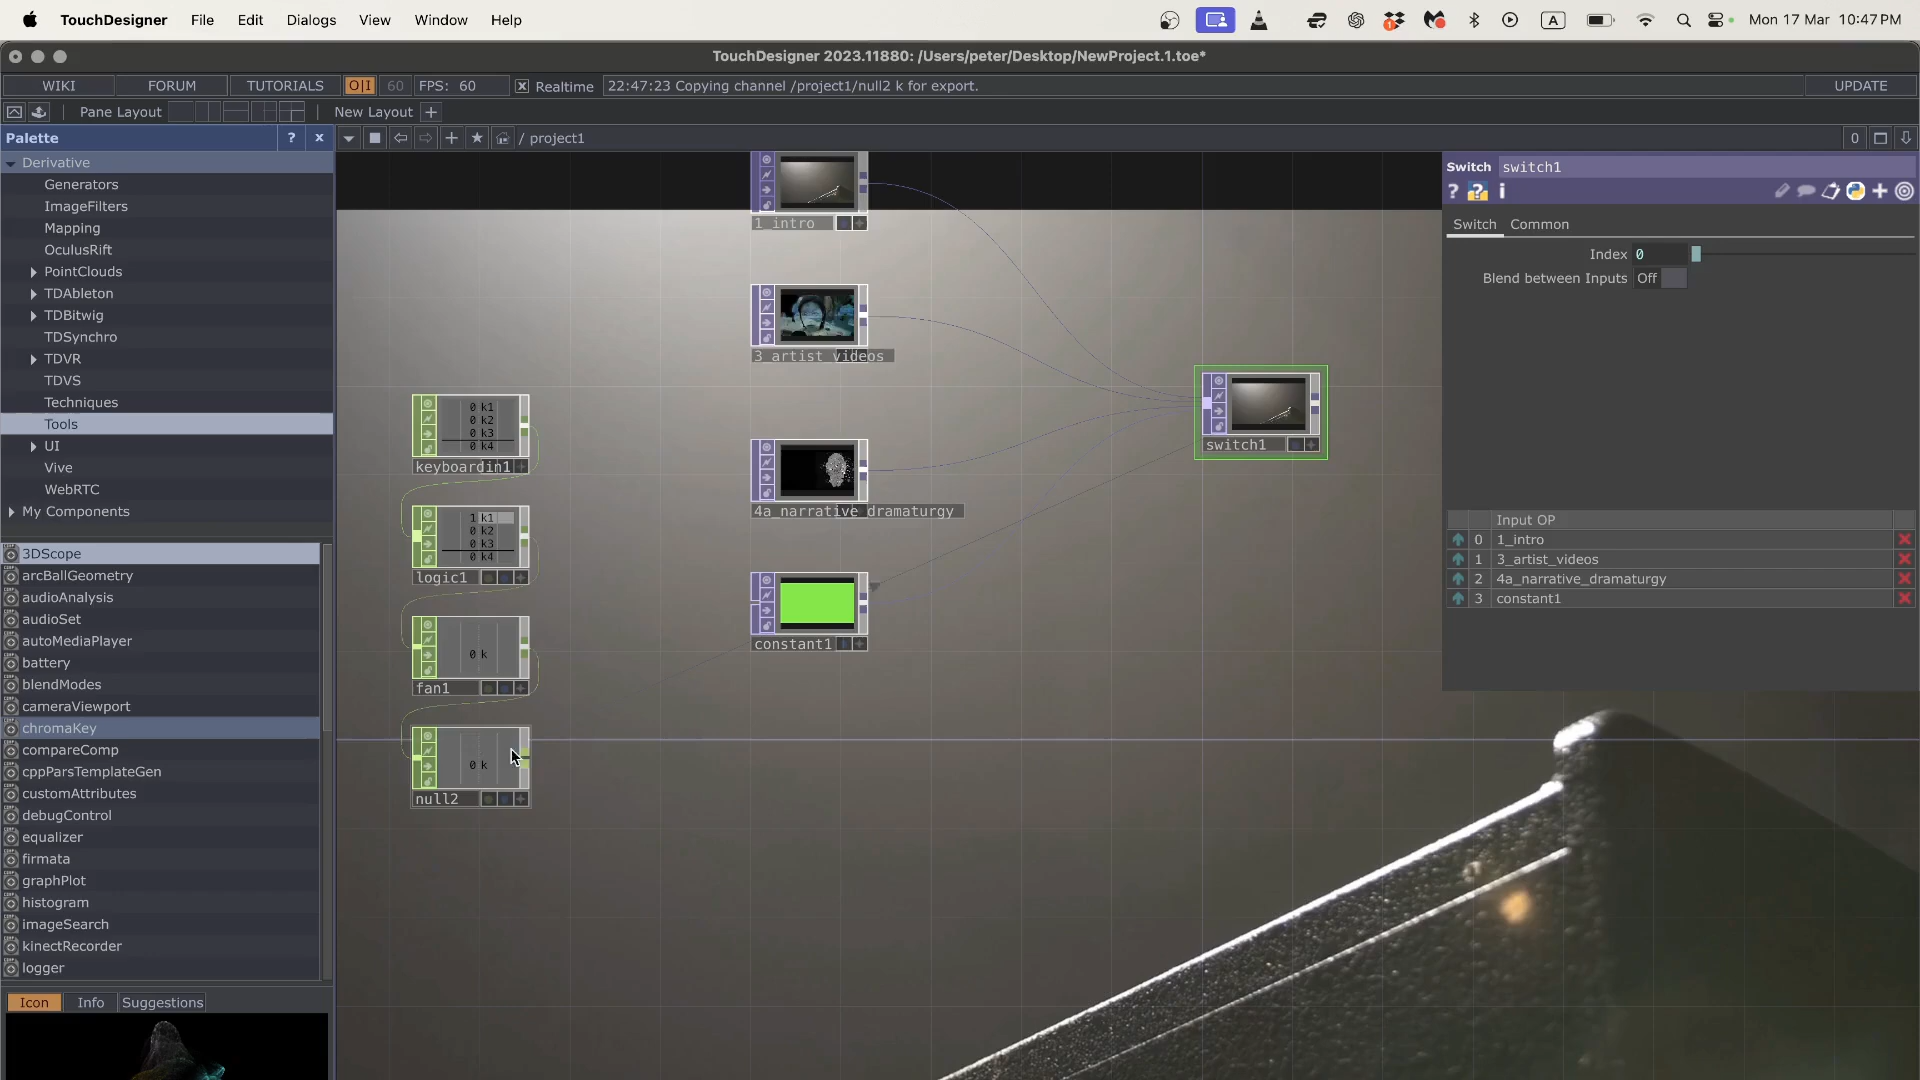 TouchDesigner File Edit Dialogs View Window Help A Mon 17 Mar 10:47 PM
TouchDesigner 2023.11880: /Users/peter/Desktop/NewProject.1.toe*
WIKI FORUM TUTORIALS O|I 60 FPS: 60 Realtime 22:47:23 Copying channel /project1/null2 k for export. UPDATE
Pane Layout New Layout +
Palette ? x / project1 0
Derivative
Generators
ImageFilters
Mapping
OculusRift
PointClouds
TDAbleton
TDBitwig
TDSynchro
TDVR
TDVS
Techniques
Tools
UI
Vive
WebRTC
My Components
3DScope
arcBallGeometry
audioAnalysis
audioSet
autoMediaPlayer
battery
blendModes
cameraViewport
chromaKey
compareComp
cppParsTemplateGen
customAttributes
debugControl
equalizer
firmata
graphPlot
histogram
imageSearch
kinectRecorder
logger
Icon Info Suggestions
1_intro
3_artist_videos
4a_narrative_dramaturgy
constant1
0 k1
0 k2
0 k3
0 k4
keyboardin1
1 k1
0 k2
0 k3
0 k4
logic1
0 k
fan1
0 k
null2
switch1
Switch switch1
? ? i
Switch Common
Index 0
Blend between Inputs Off
Input OP
0 1_intro
1 3_artist_videos
2 4a_narrative_dramaturgy
3 constant1